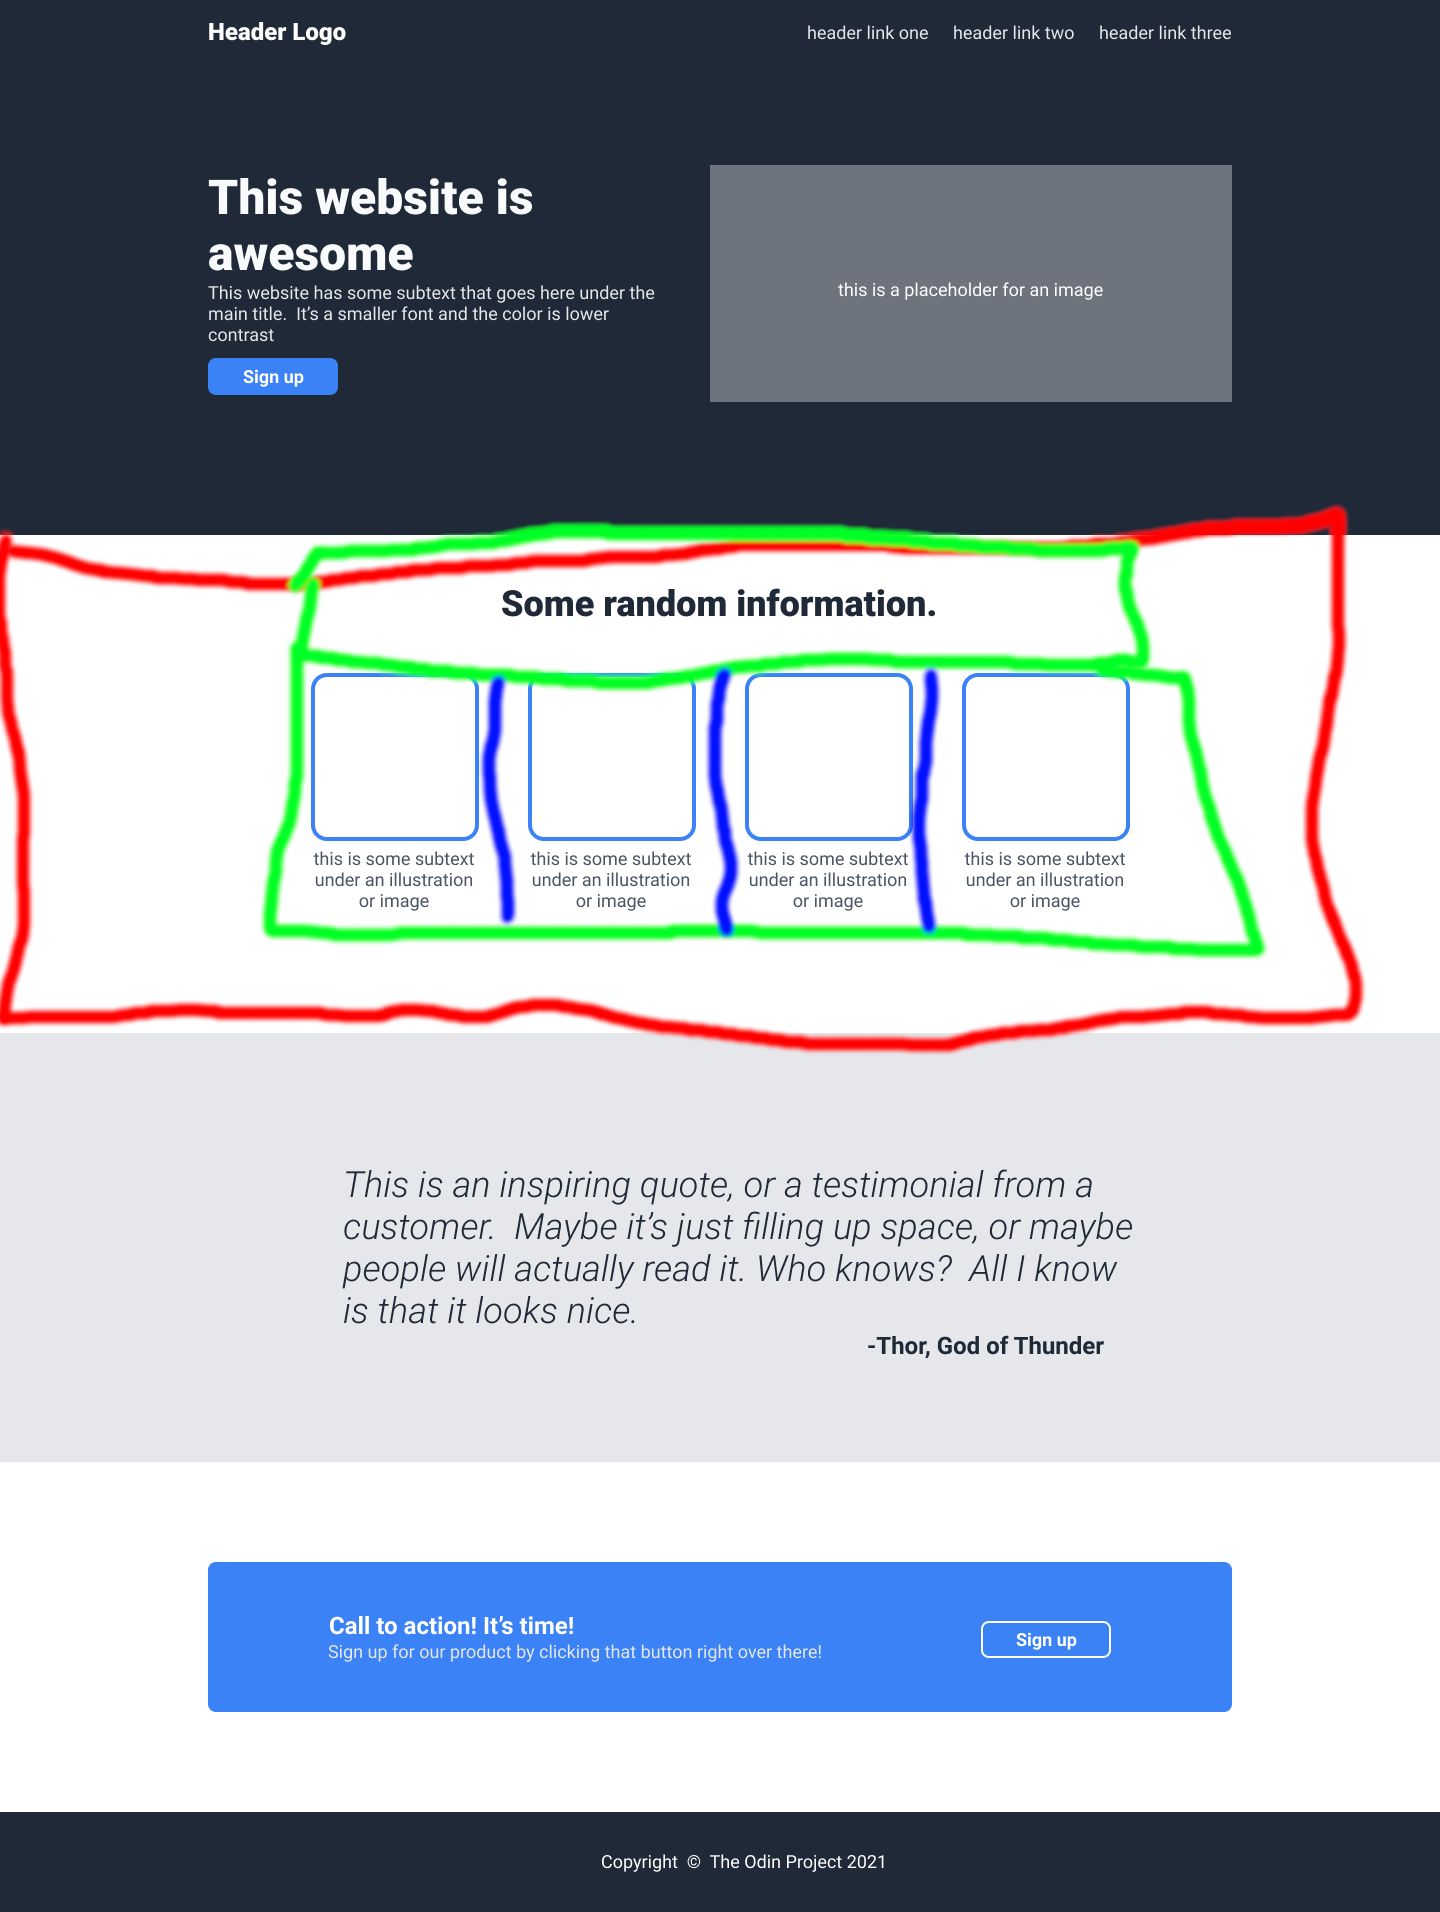 Header Logo
header link one header link two header link three
This website is
awesome
This website has some subtext that goes here under the
main title.  It’s a smaller font and the color is lower
contrast
Sign up
this is a placeholder for an image
Some random information.
this is some subtext
under an illustration
or image
this is some subtext
under an illustration
or image
this is some subtext
under an illustration
or image
this is some subtext
under an illustration
or image
This is an inspiring quote, or a testimonial from a
customer.  Maybe it’s just filling up space, or maybe
people will actually read it. Who knows?  All I know
is that it looks nice.
-Thor, God of Thunder
Call to action! It’s time!
Sign up for our product by clicking that button right over there!
Sign up
Copyright © The Odin Project 2021